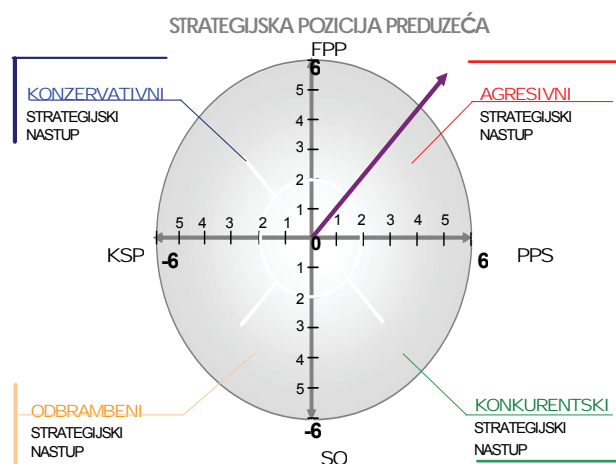 STRATEGIJSKA POZICIJA PREDUZEĆA
FPP
6
KONZERVATIVNI
STRATEGIJSKI
NASTUP
AGRESIVNI
STRATEGIJSKI
NASTUP
5
4
3
2
1
5 4 3 2 1 1 2 3 4 5
KSP -6 0 6 PPS
1
2
3
4
5
-6
SO
ODBRAMBENI
STRATEGIJSKI
NASTUP
KONKURENTSKI
STRATEGIJSKI
NASTUP